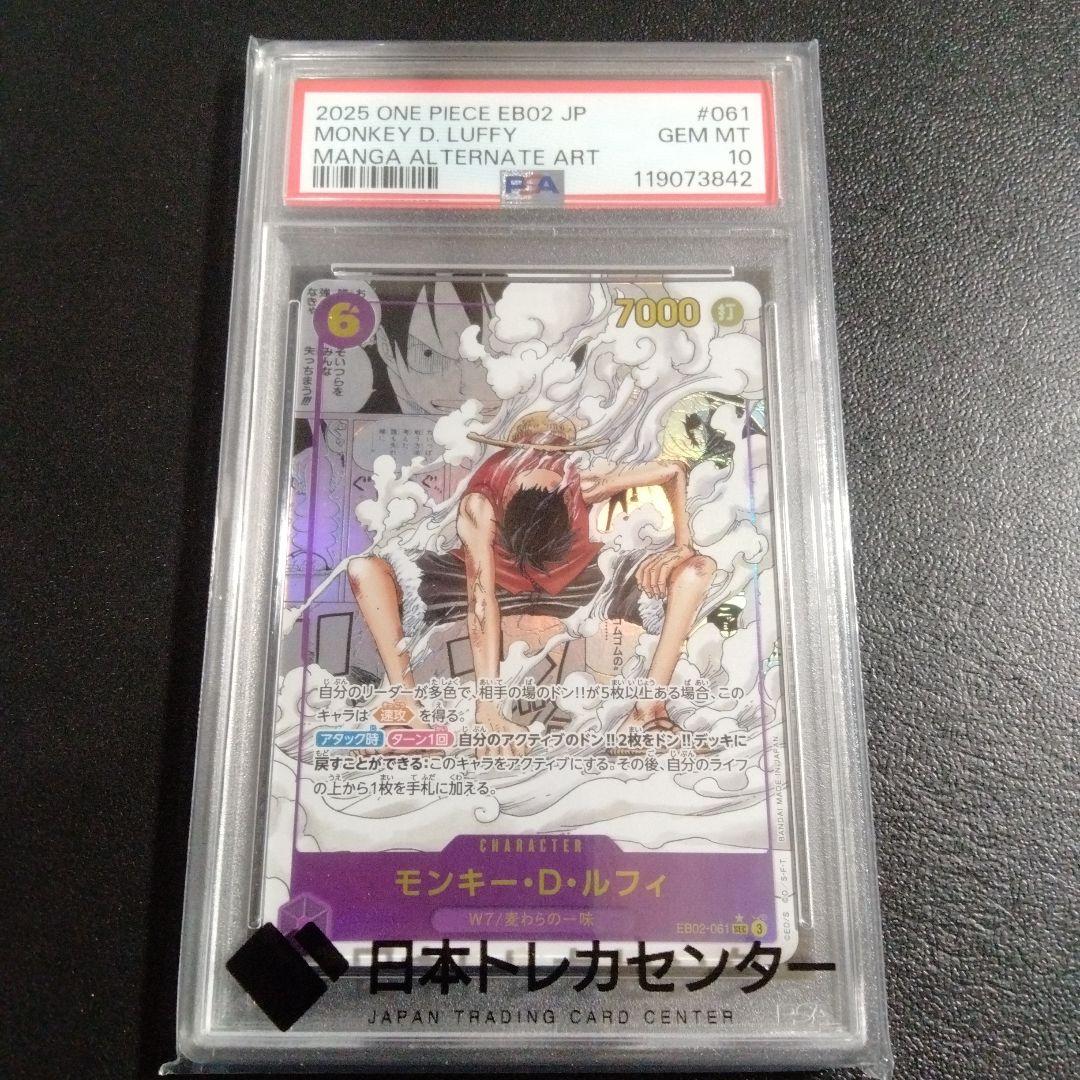 2025 ONE PIECE EB02 JP #061
MONKEY D. LUFFY GEM MT
MANGA ALTERNATE ART 10
PSA 119073842
6
7000 打
そいつらを
みんな
失っちまう!!!
ゴムゴムの
自分のリーダーが多色で、相手の場のドン!!が5枚以上ある場合、この
キャラは 速攻 を得る。
アタック時 ターン1回 自分のアクティブのドン!!2枚をドン!!デッキに
戻すことができる:このキャラをアクティブにする。その後、自分のライフ
の上から1枚を手札に加える。
CHARACTER
モンキー・D・ルフィ
W7/麦わらの一味
EB02-061 SEC 3
©E.O/S. ©O. S・F・T. BANDAI MADE IN JAPAN
日本トレカセンター
JAPAN TRADING CARD CENTER
PSA